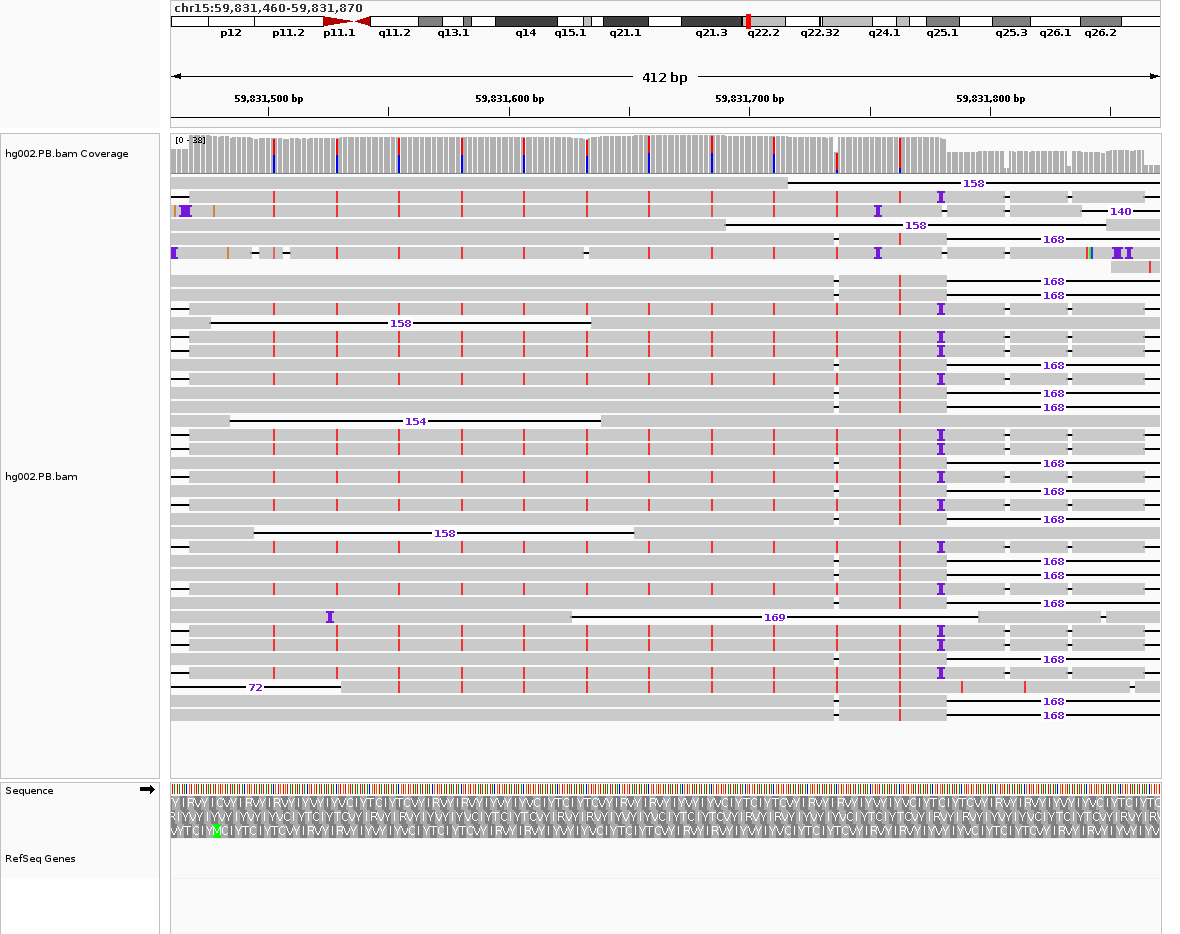 chr15:59,831,460-59,831,870
p12 p11.2 p11.1 q11.2 q13.1 q14 q15.1 q21.1 q21.3 q22.2 q22.32 q24.1 q25.1 q25.3 q26.1 q26.2
412 bp
59,831,500 bp 59,831,600 bp 59,831,700 bp 59,831,800 bp
[0 - 38]
hg002.PB.bam Coverage
158
140
158
168
168
168
158
168
168
168
154
168
168
168
158
168
168
168
169
168
72
168
168
hg002.PB.bam
Sequence
RefSeq Genes